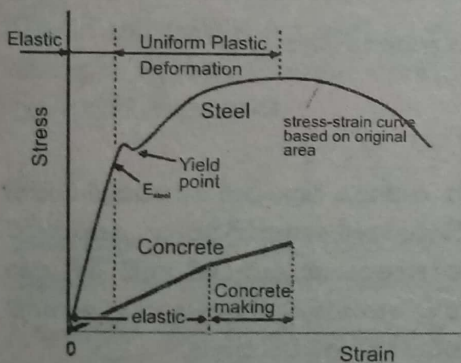 Elastic
Uniform Plastic
Deformation
Steel
stress-strain curve
based on original
area
Stress
Yield
point
E steel
Concrete
elastic
Concrete
making
0
Strain